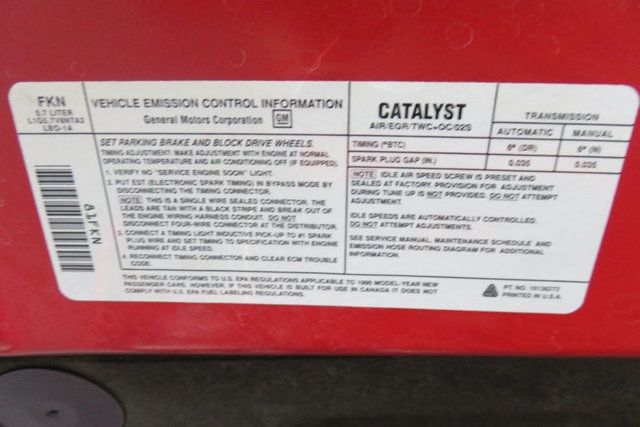 FKN
5.7 LITER
LBG-1A
81FKN
VEHICLE EMISSION CONTROL INFORMATION
General Motors Corporation GM
CATALYST
AIR/EGR/TWC+OC/O2S
TRANSMISSION
AUTOMATIC MANUAL
TIMING (°BTC) 6° (DR) 6° (N)
SPARK PLUG GAP (IN.) 0.035 0.035
SET PARKING BRAKE AND BLOCK DRIVE WHEELS.
TIMING ADJUSTMENT: MAKE ADJUSTMENT WITH ENGINE AT NORMAL
OPERATING TEMPERATURE AND AIR CONDITIONING OFF (IF EQUIPPED).
1. VERIFY NO "SERVICE ENGINE SOON" LIGHT.
2. PUT EST (ELECTRONIC SPARK TIMING) IN BYPASS MODE BY
DISCONNECTING THE TIMING CONNECTOR.
NOTE: THIS IS A SINGLE WIRE SEALED CONNECTOR. THE
LEADS ARE TAN WITH A BLACK STRIPE AND BREAK OUT OF
THE ENGINE WIRING HARNESS CONDUIT. DO NOT
DISCONNECT FOUR-WIRE CONNECTOR AT THE DISTRIBUTOR.
3. CONNECT A TIMING LIGHT INDUCTIVE PICK-UP TO #1 SPARK
PLUG WIRE AND SET TIMING TO SPECIFICATION WITH ENGINE
RUNNING AT IDLE SPEED.
4. RECONNECT TIMING CONNECTOR AND CLEAR ECM TROUBLE
CODE.
NOTE: IDLE AIR SPEED SCREW IS PRESET AND
SEALED AT FACTORY. PROVISION FOR ADJUSTMENT
DURING TUNE UP IS NOT PROVIDED. DO NOT ATTEMPT
ADJUSTMENT.
IDLE SPEEDS ARE AUTOMATICALLY CONTROLLED.
DO NOT ATTEMPT ADJUSTMENTS.
SEE SERVICE MANUAL, MAINTENANCE SCHEDULE AND
EMISSION HOSE ROUTING DIAGRAM FOR ADDITIONAL
INFORMATION.
THIS VEHICLE CONFORMS TO U.S. EPA REGULATIONS APPLICABLE TO 1990 MODEL-YEAR NEW
PASSENGER CARS. HOWEVER, IF THIS VEHICLE IS BUILT FOR USE IN CANADA IT DOES NOT
COMPLY WITH U.S. EPA FUEL LABELING REGULATIONS.
PT. NO. 10136272
PRINTED IN U.S.A.